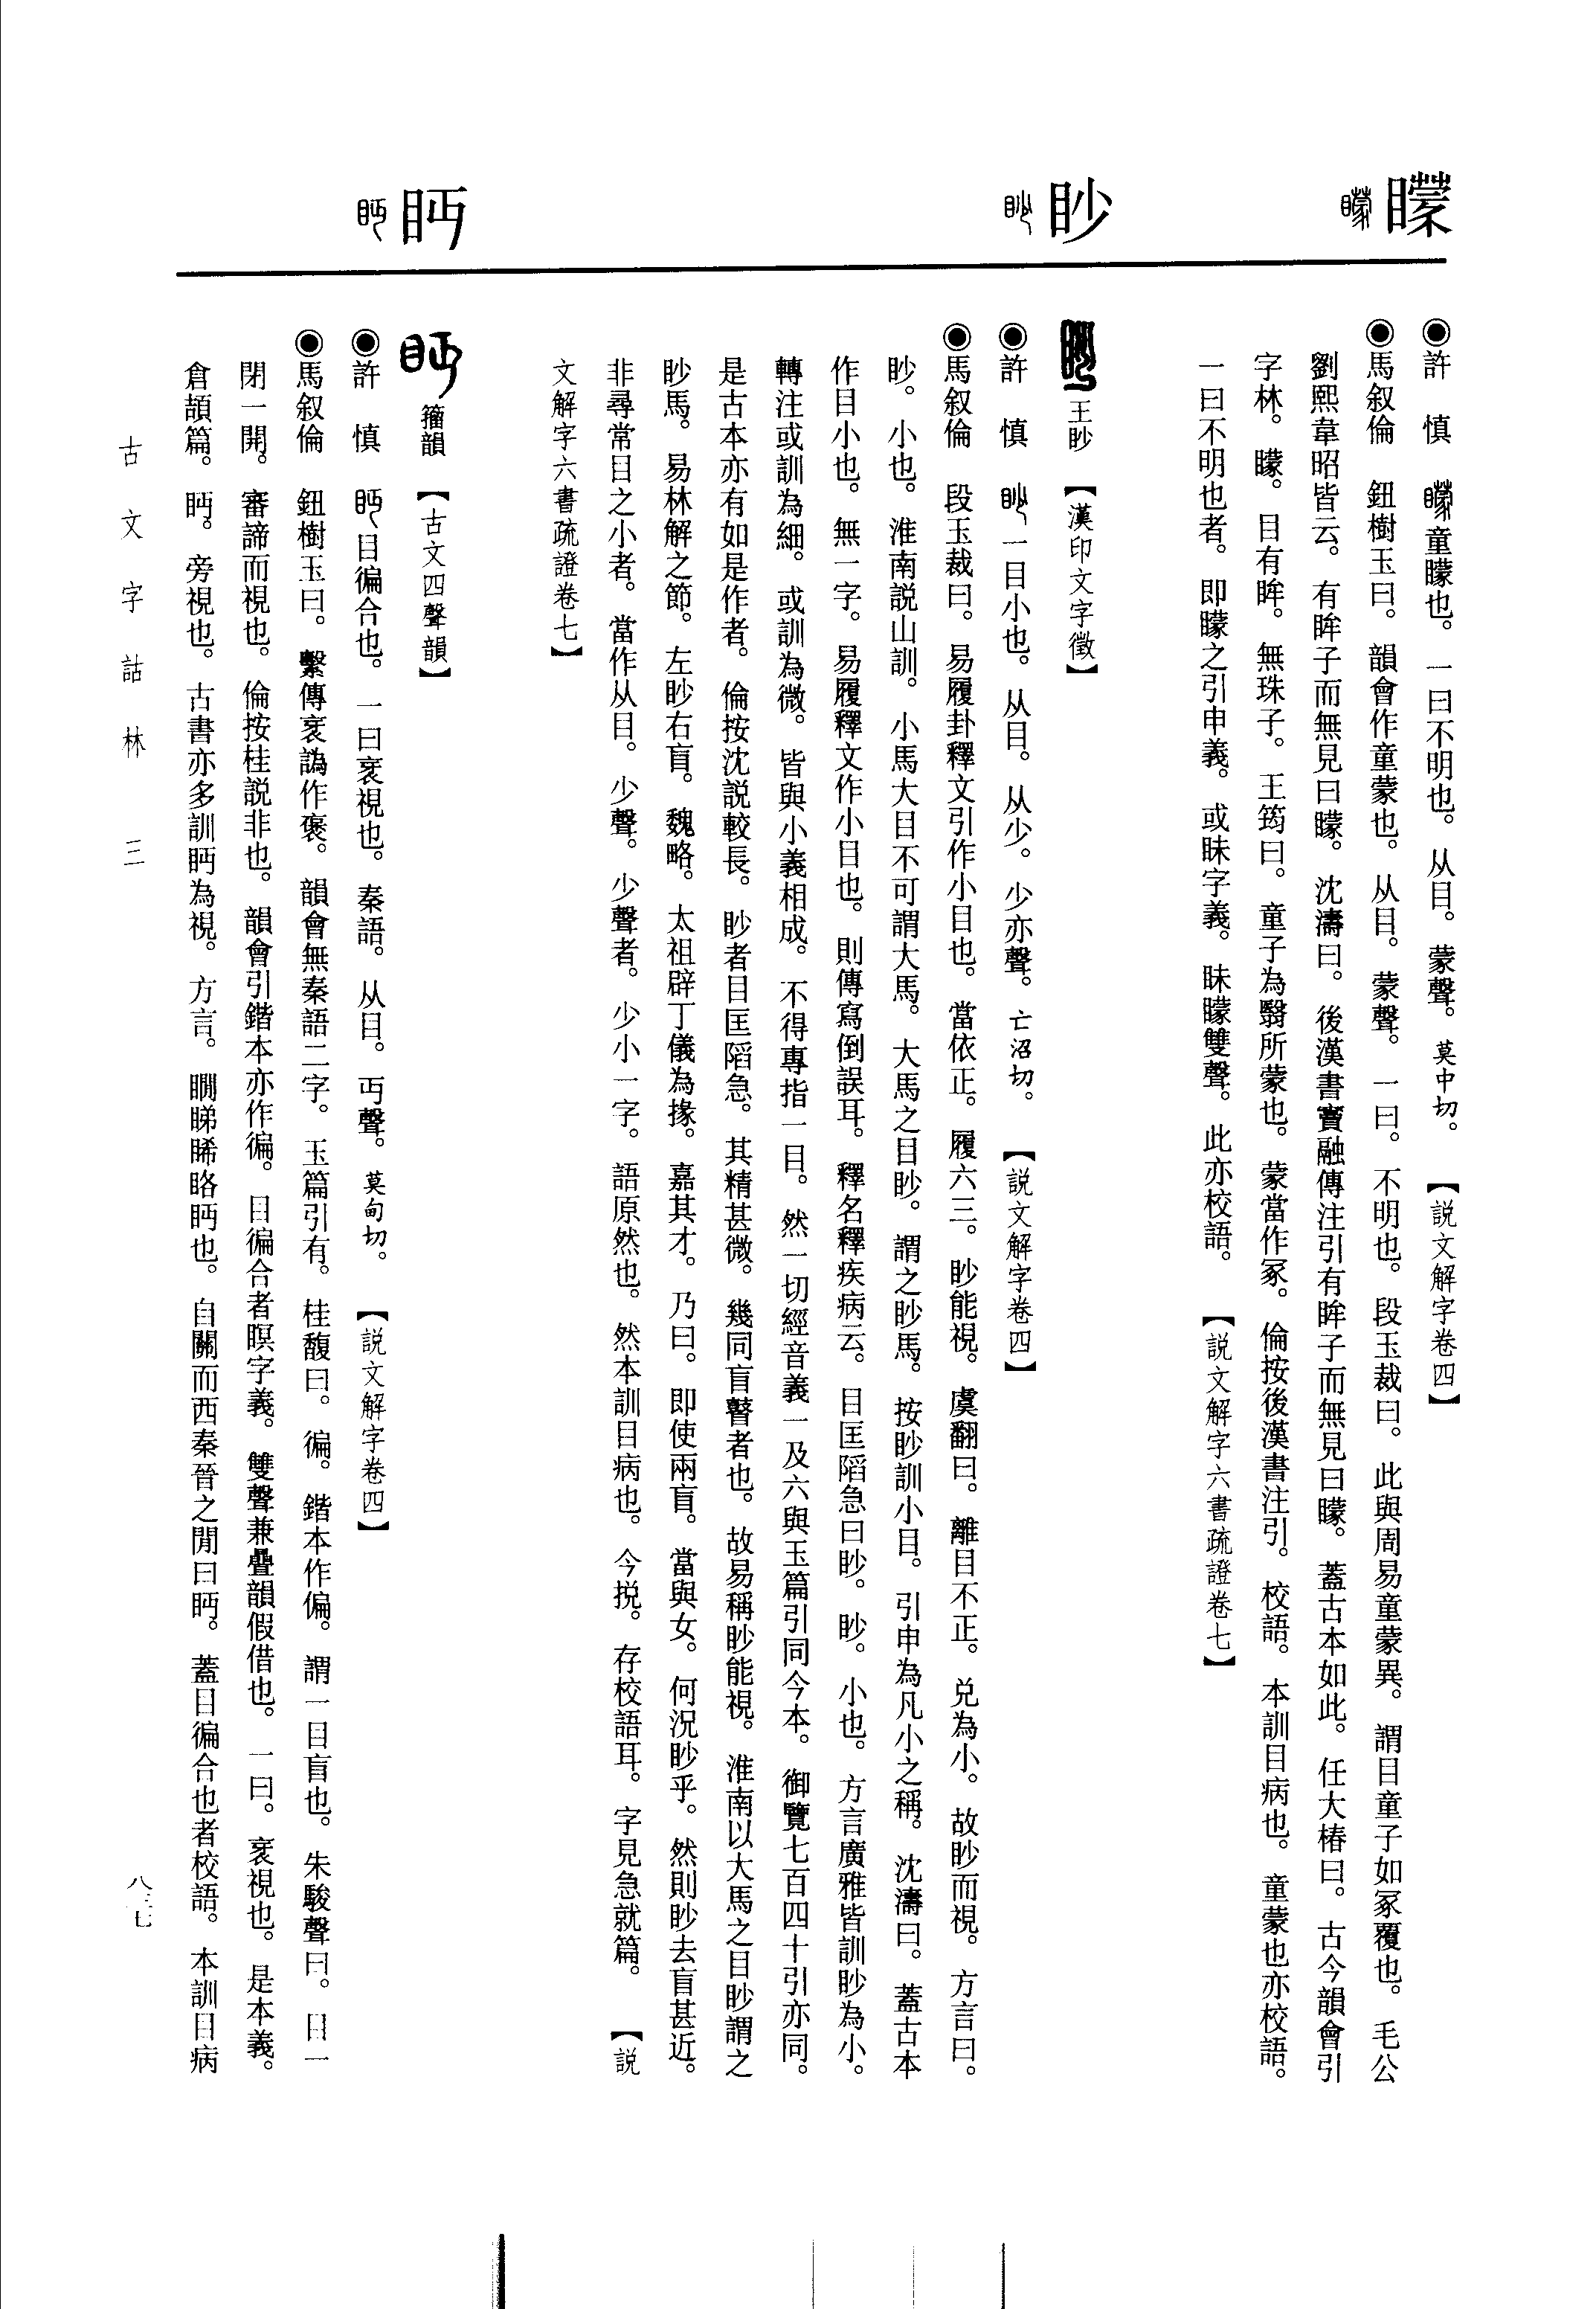 矇
眇
眄
◉許　慎　童矇也。一曰不明也。从目。蒙聲。莫中切。【説文解字卷四】
◉馬叙倫　鈕樹玉曰。韻會作童蒙也。从目。蒙聲。一曰。不明也。段玉裁曰。此與周易童蒙異。謂目童子如冡覆也。毛公
劉熙韋昭皆云。有眸子而無見曰矇。沈濤曰。後漢書竇融傳注引有眸子而無見曰矇。蓋古本如此。任大椿曰。古今韻會引
字林。矇。目有眸。無珠子。王筠曰。童子為翳所蒙也。蒙當作冡。倫按後漢書注引。校語。本訓目病也。童蒙也亦校語。
一曰不明也者。即矇之引申義。或眛字義。眛矇雙聲。此亦校語。【説文解字六書疏證卷七】
王眇【漢印文字徵】
◉許　慎　一目小也。从目。从少。少亦聲。亡沼切。【説文解字卷四】
◉馬叙倫　段玉裁曰。易履卦釋文引作小目也。當依正。履六三。眇能視。虞翻曰。離目不正。兑為小。故眇而視。方言曰。
眇。小也。淮南説山訓。小馬大目不可謂大馬。大馬之目眇。謂之眇馬。按眇訓小目。引申為凡小之稱。沈濤曰。蓋古本
作目小也。無一字。易履釋文作小目也。則傳寫倒誤耳。釋名釋疾病云。目匡陷急曰眇。眇。小也。方言廣雅皆訓眇為小。
轉注或訓為細。或訓為微。皆與小義相成。不得專指一目。然一切經音義一及六與玉篇引同今本。御覽七百四十引亦同。
是古本亦有如是作者。倫按沈説較長。眇者目匡陷急。其精甚微。幾同盲瞽者也。故易稱眇能視。淮南以大馬之目眇謂之
眇馬。易林解之節。左眇右盲。魏略。太祖辟丁儀為掾。嘉其才。乃曰。即使兩盲。當與女。何況眇乎。然則眇去盲甚近。
非尋常目之小者。當作从目。少聲。少聲者。少小一字。語原然也。然本訓目病也。今挩。存校語耳。字見急就篇。【説
文解字六書疏證卷七】
籀韻【古文四聲韻】
◉許　慎　目徧合也。一曰衺視也。秦語。从目。丏聲。莫甸切。【説文解字卷四】
◉馬叙倫　鈕樹玉曰。繫傳衺譌作褎。韻會無秦語二字。玉篇引有。桂馥曰。徧。鍇本作偏。謂一目盲也。朱駿聲曰。目一
閉一開。審諦而視也。倫按桂説非也。韻會引鍇本亦作徧。目徧合者瞑字義。雙聲兼疊韻假借也。一曰。衺視也。是本義。
倉頡篇。眄。旁視也。古書亦多訓眄為視。方言。瞷睇睎䀩眄也。自關而西秦晉之閒曰眄。蓋目徧合也者校語。本訓目病
古文字詁林　三
八三七